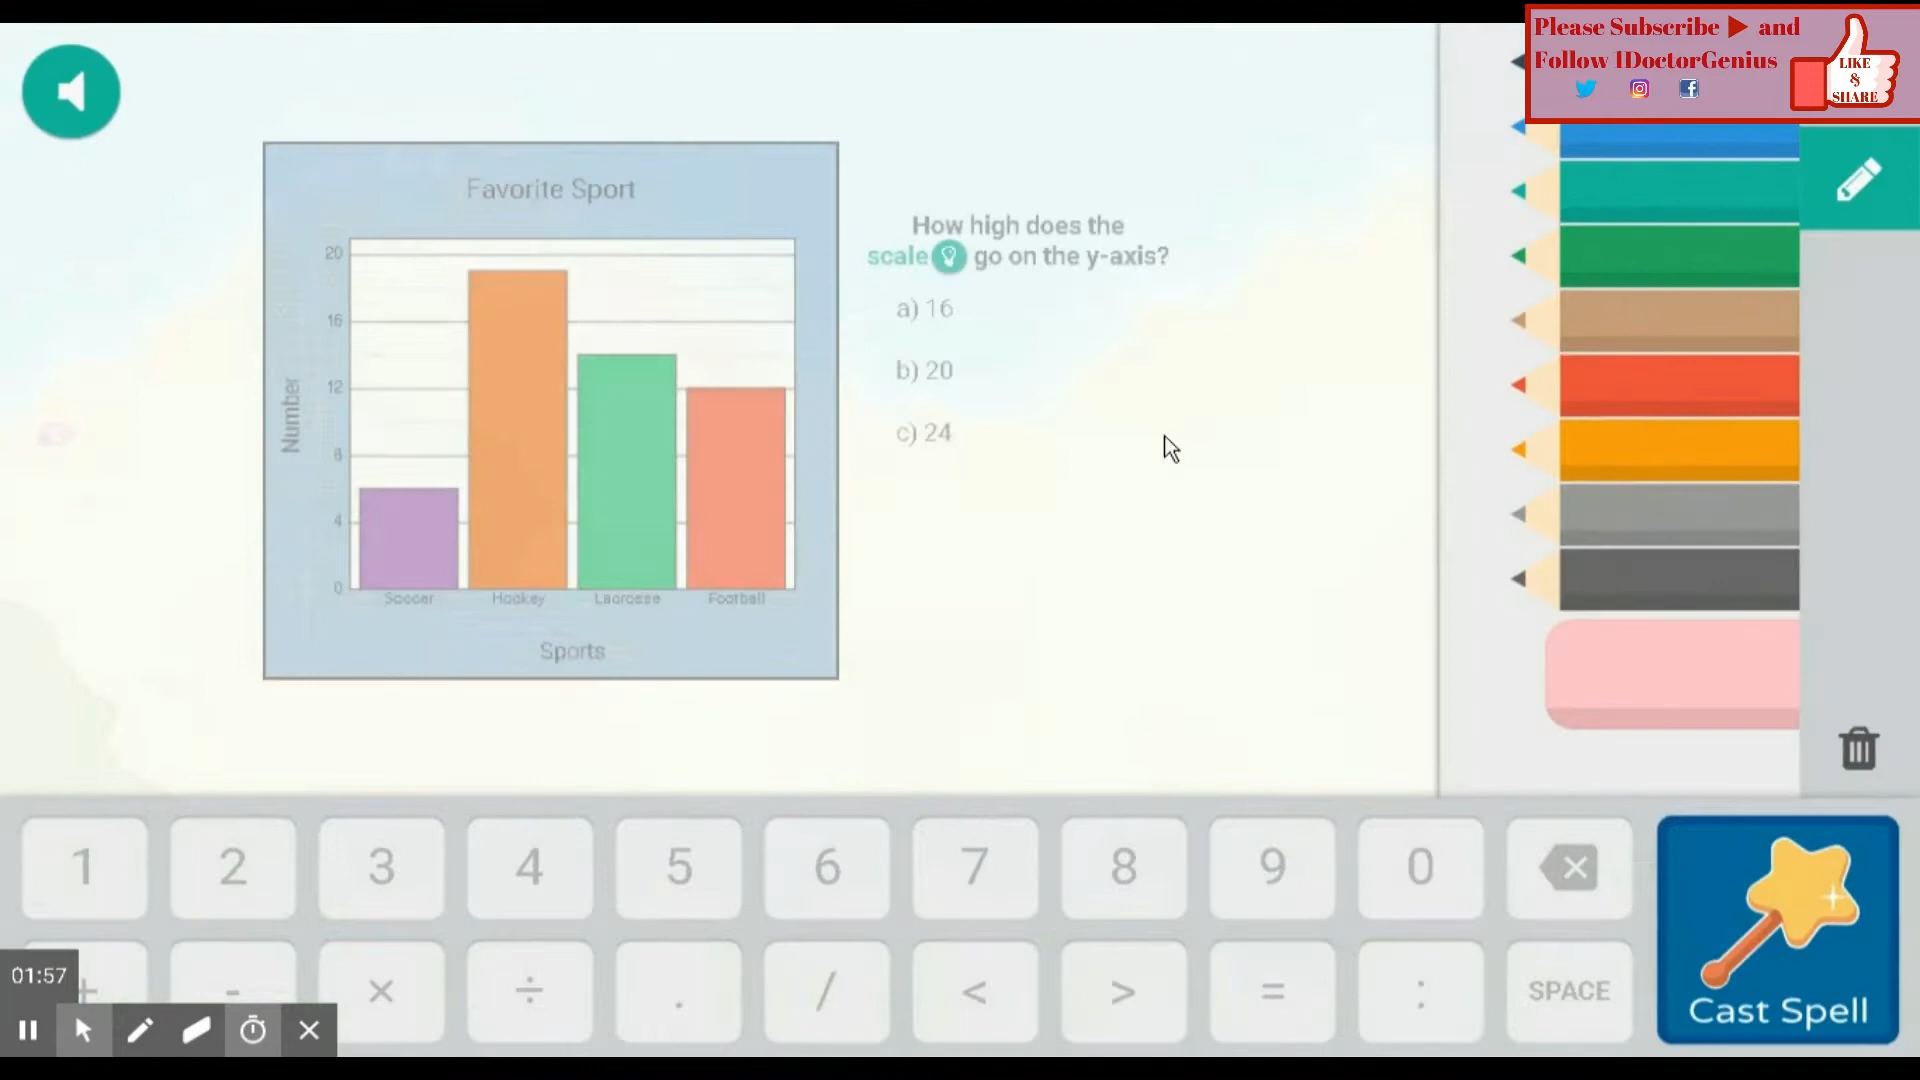 Please Subscribe ▶ and
Follow 1DoctorGenius
LIKE
&
SHARE
Favorite Sport
20
16
12
8
4
0
Number
Soccer Hockey Lacrosse Football
Sports
How high does the
scale go on the y-axis?
a) 16
b) 20
c) 24
1 2 3 4 5 6 7 8 9 0
+ - × ÷ . / < > = : SPACE
Cast Spell
01:57